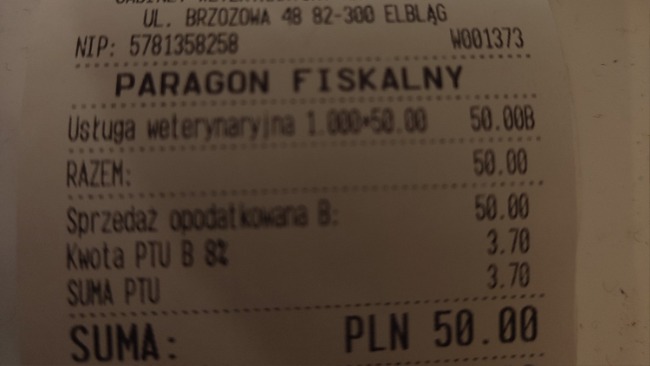 UL. BRZOZOWA 48 82-300 ELBLĄG
NIP: 5781358258 W001373
PARAGON FISKALNY
Usługa weterynaryjna 1.000*50.00 50.00B
RAZEM: 50.00
Sprzedaż opodatkowana B: 50.00
Kwota PTU B 8% 3.70
SUMA PTU 3.70
SUMA: PLN 50.00